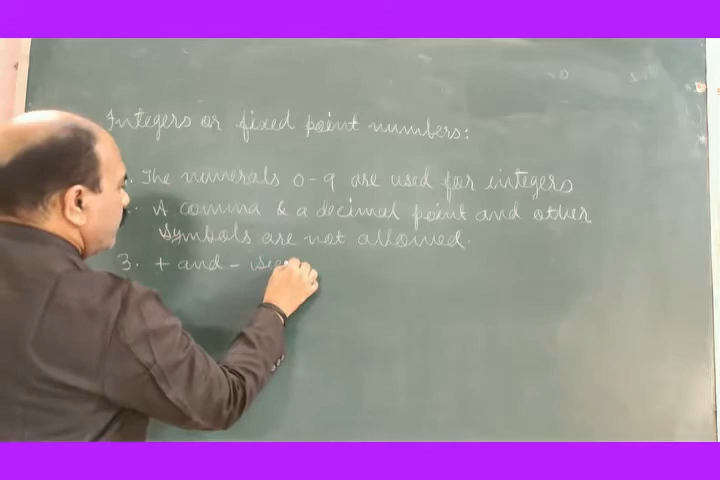 Integers or fixed point numbers:
. The numerals 0-9 are used for integers
. A comma & a decimal point and other
symbols are not allowed.
3. + and -